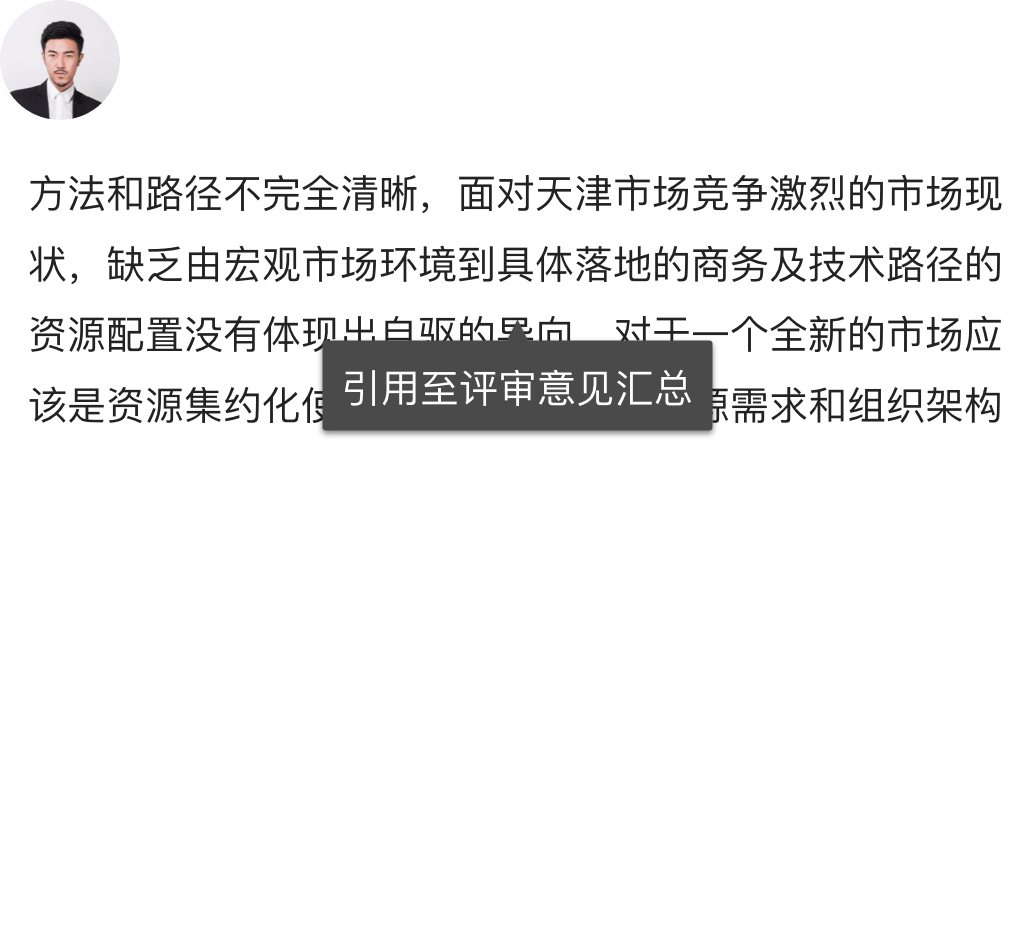 方法和路径不完全清晰，面对天津市场竞争激烈的市场现
状，缺乏由宏观市场环境到具体落地的商务及技术路径的
资源配置没有体现出自驱的导向，对于一个全新的市场应
该是资源集约化使 源需求和组织架构
引用至评审意见汇总